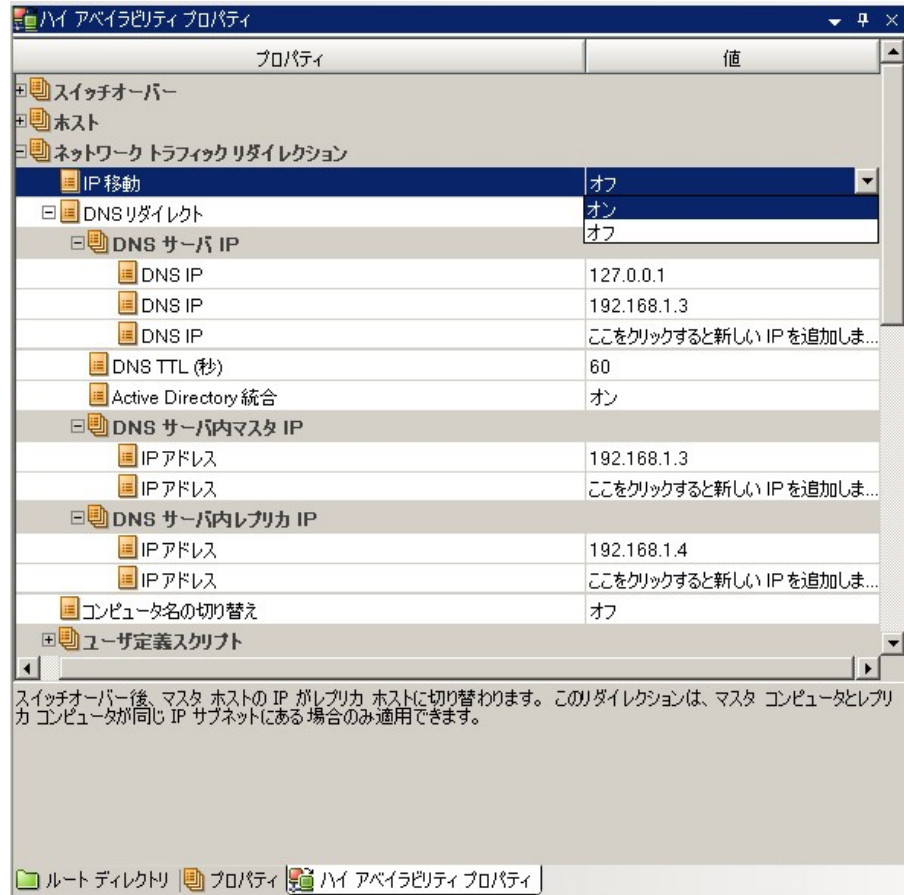 ハイ アベイラビリティ プロパティ
プロパティ 値
スイッチオーバー
ホスト
ネットワーク トラフィック リダイレクション
IP 移動 オフ
オン
オフ
DNS リダイレクト
DNS サーバ IP
DNS IP 127.0.0.1
DNS IP 192.168.1.3
DNS IP ここをクリックすると新しい IP を追加しま...
DNS TTL (秒) 60
Active Directory 統合 オン
DNS サーバ内マスタ IP
IP アドレス 192.168.1.3
IP アドレス ここをクリックすると新しい IP を追加しま...
DNS サーバ内レプリカ IP
IP アドレス 192.168.1.4
IP アドレス ここをクリックすると新しい IP を追加しま...
コンピュータ名の切り替え オフ
ユーザ定義スクリプト
スイッチオーバー後、マスタ ホストの IP がレプリカ ホストに切り替わります。 このリダイレクションは、マスタ コンピュータとレプリ
カ コンピュータが同じ IP サブネットにある場合のみ適用できます。
ルート ディレクトリ プロパティ ハイ アベイラビリティ プロパティ